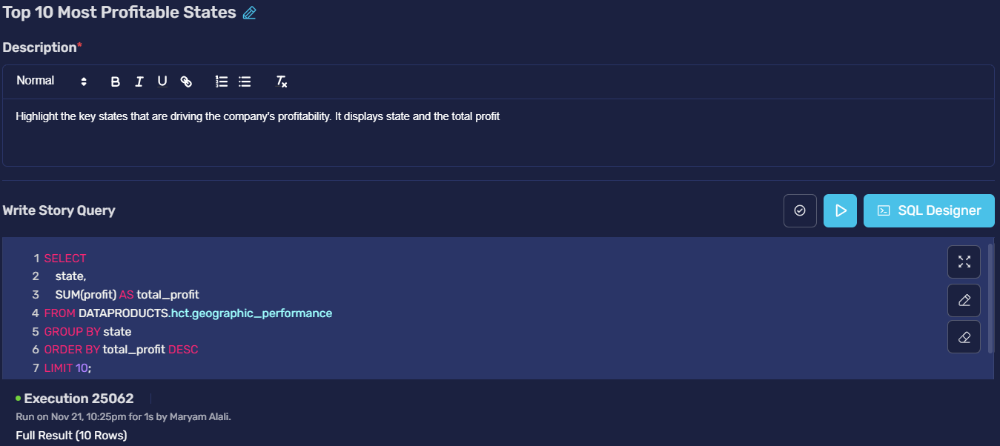 Top 10 Most Profitable States
Description*
Normal B I U Tx
Highlight the key states that are driving the company's profitability. It displays state and the total profit
Write Story Query
SQL Designer
1 SELECT
2 state,
3 SUM(profit) AS total_profit
4 FROM DATAPRODUCTS.hct.geographic_performance
5 GROUP BY state
6 ORDER BY total_profit DESC
7 LIMIT 10;
Execution 25062
Run on Nov 21, 10:25pm for 1s by Maryam Alali.
Full Result (10 Rows)